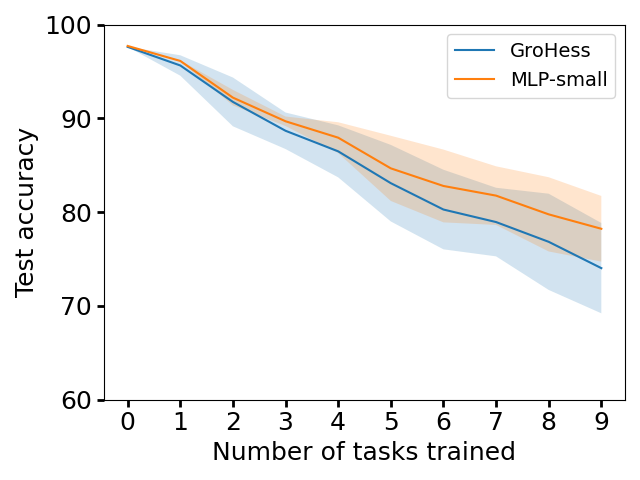 100
90
80
70
60
Test accuracy
GroHess
MLP-small
0 1 2 3 4 5 6 7 8 9
Number of tasks trained